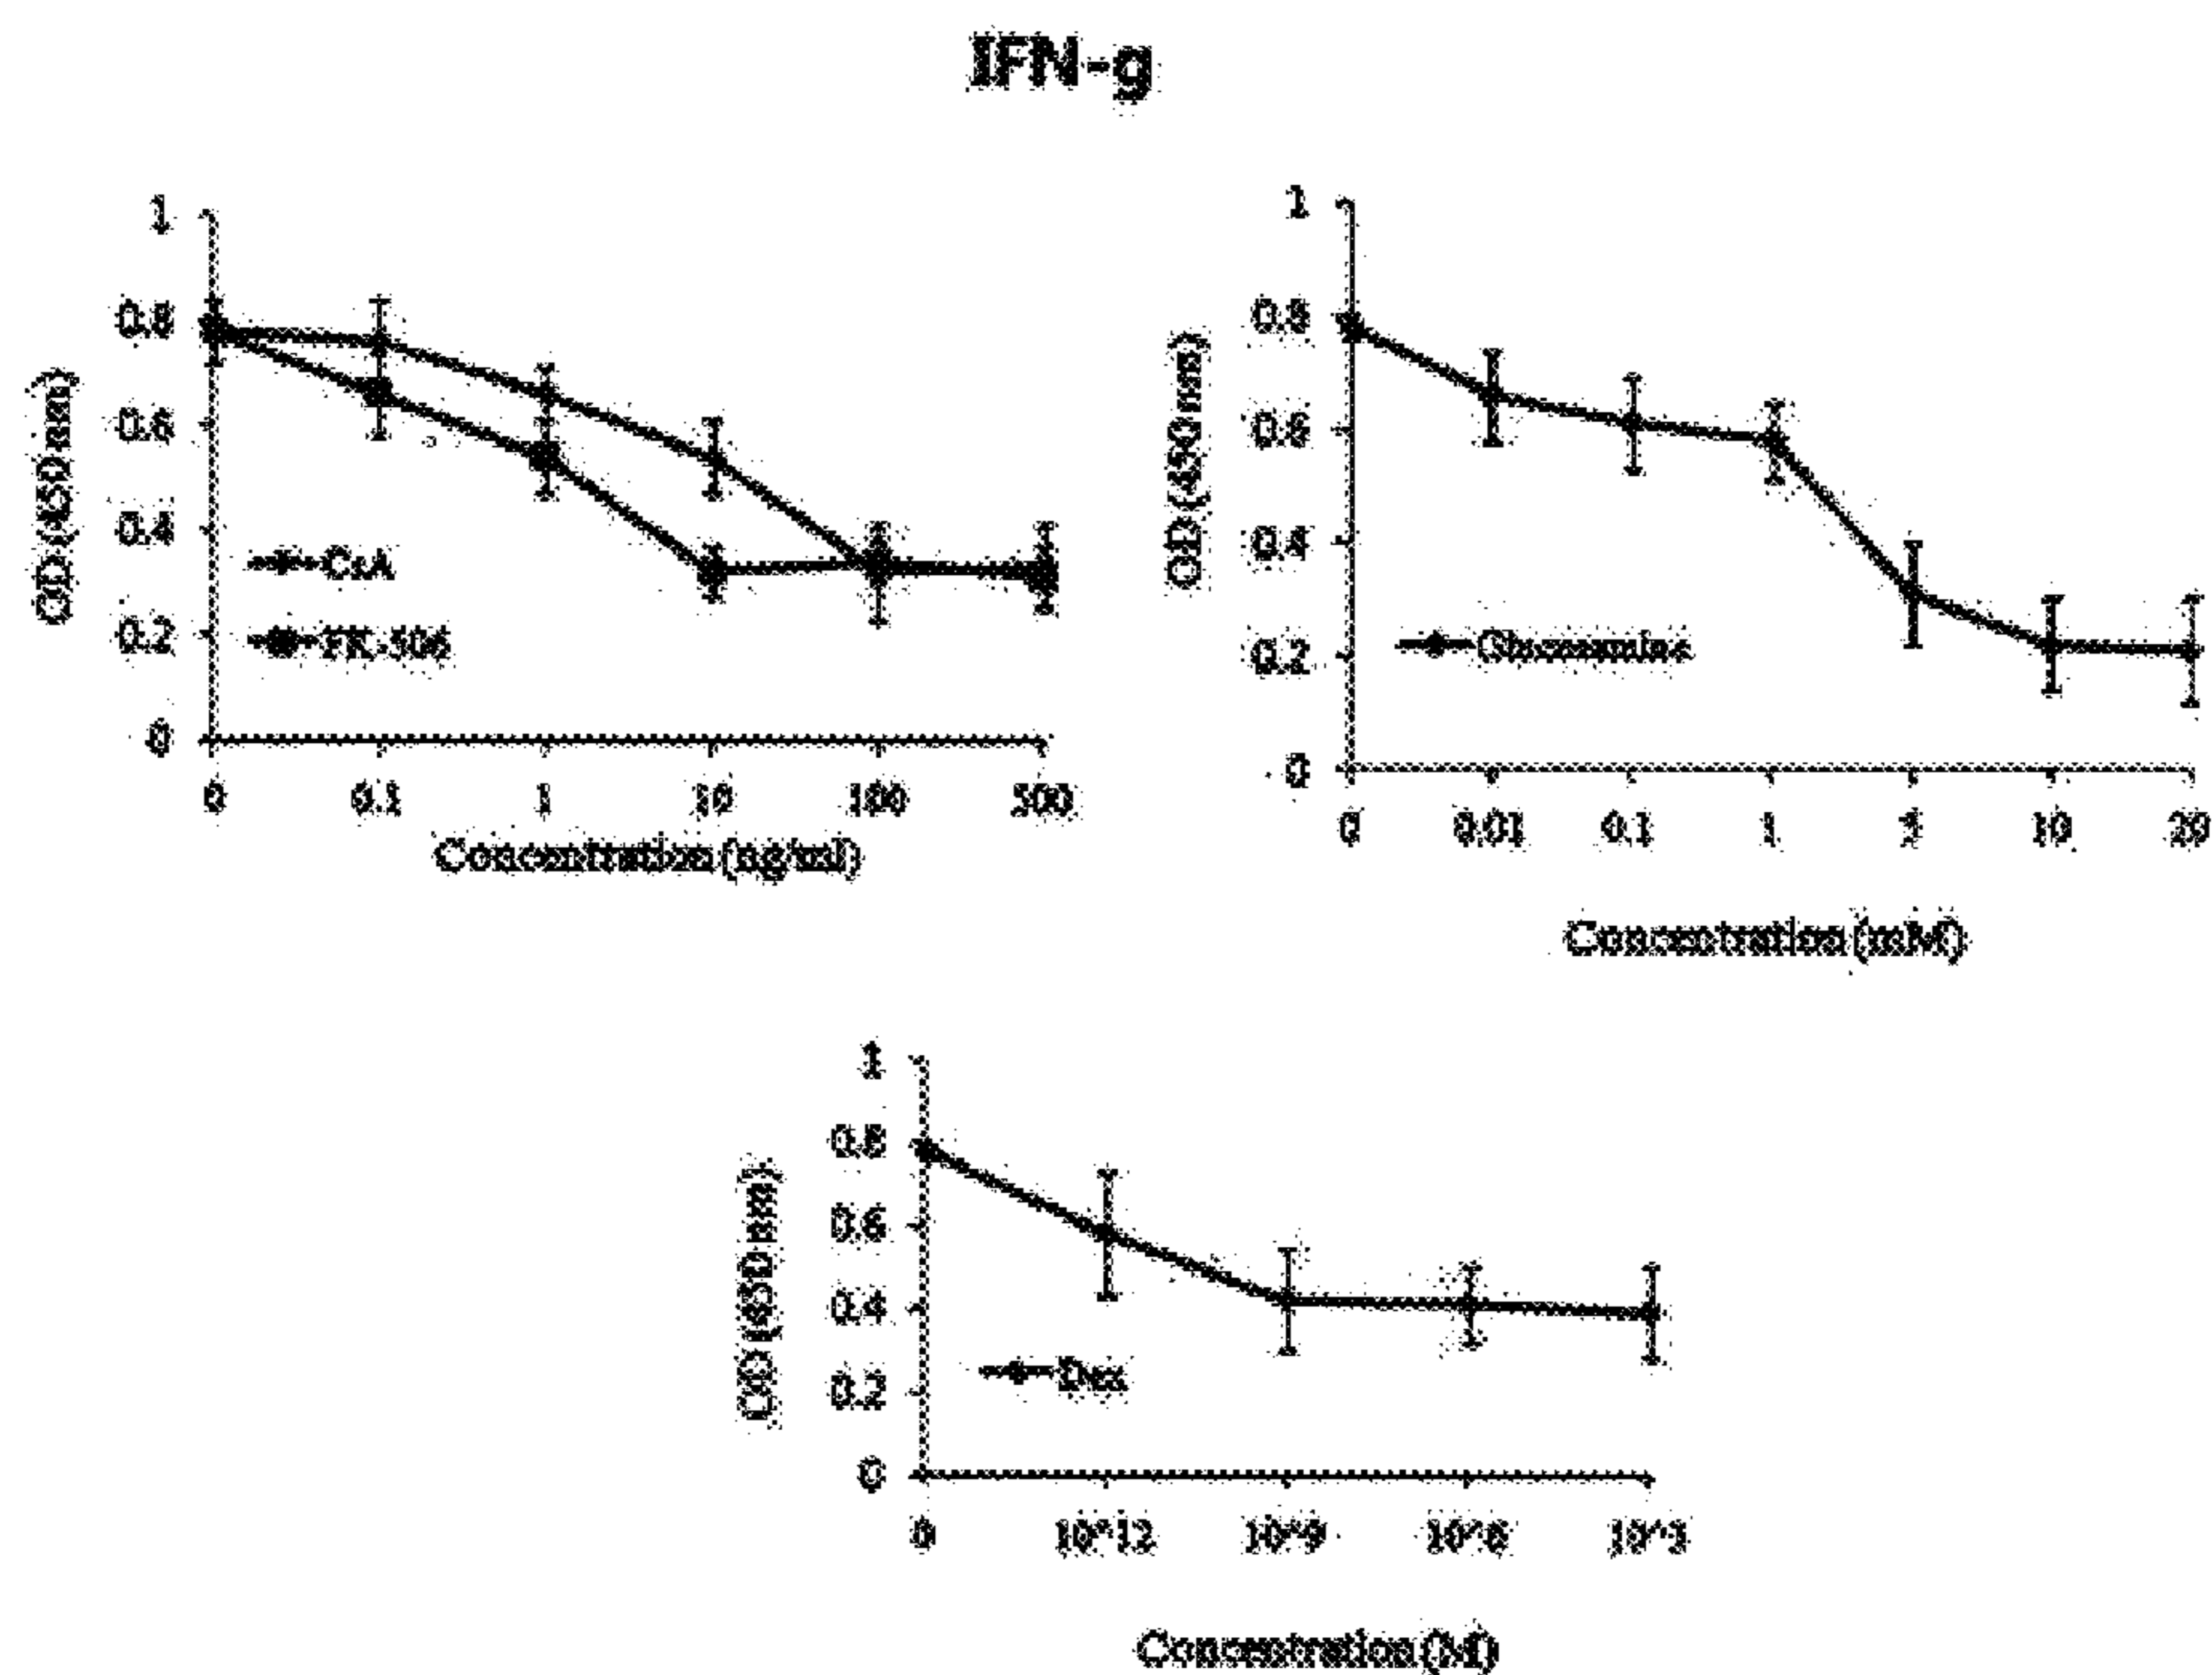 IFN-g
OD (450 nm)
1
0.8
0.6
0.4
0.2
0
CsA
FK-506
0 0.1 1 10 100 500
Concentration (ng/ml)
OD (450 nm)
1
0.8
0.6
0.4
0.2
0
Glucosamine
0 0.01 0.1 1 5 10 20
Concentration (mM)
OD (450 nm)
1
0.8
0.6
0.4
0.2
0
Dex
0 10^12 10^9 10^6 10^3
Concentration (M)